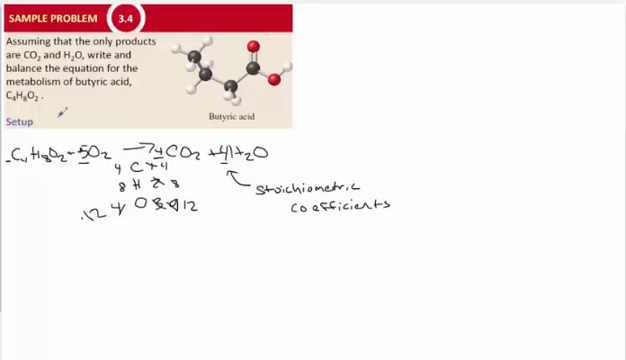 SAMPLE PROBLEM 3.4
Assuming that the only products
are CO₂ and H₂O, write and
balance the equation for the
metabolism of butyric acid,
C₄H₈O₂.
Butyric acid
Setup
C₄H₈O₂ + 5O₂ → 4CO₂ + 4H₂O
4 C 4
8 H 8
12 O 12
Stoichiometric
coefficients